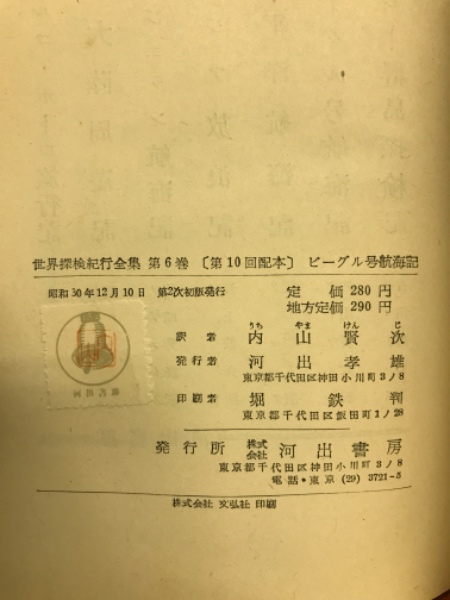 世界探検紀行全集 第6巻 〔第10回配本〕 ビーグル号航海記
昭和30年12月10日 第2次初版発行
定価 280円
地方定価 290円
訳者 内山賢次
うち やま けん じ
発行者 河出孝雄
東京都千代田区神田小川町3ノ8
印刷者 堀鉄判
東京都千代田区飯田町1ノ28
発行所 株式会社 河出書房
東京都千代田区神田小川町3ノ8
電話・東京 (29) 3721-5
株式会社 文弘社 印刷